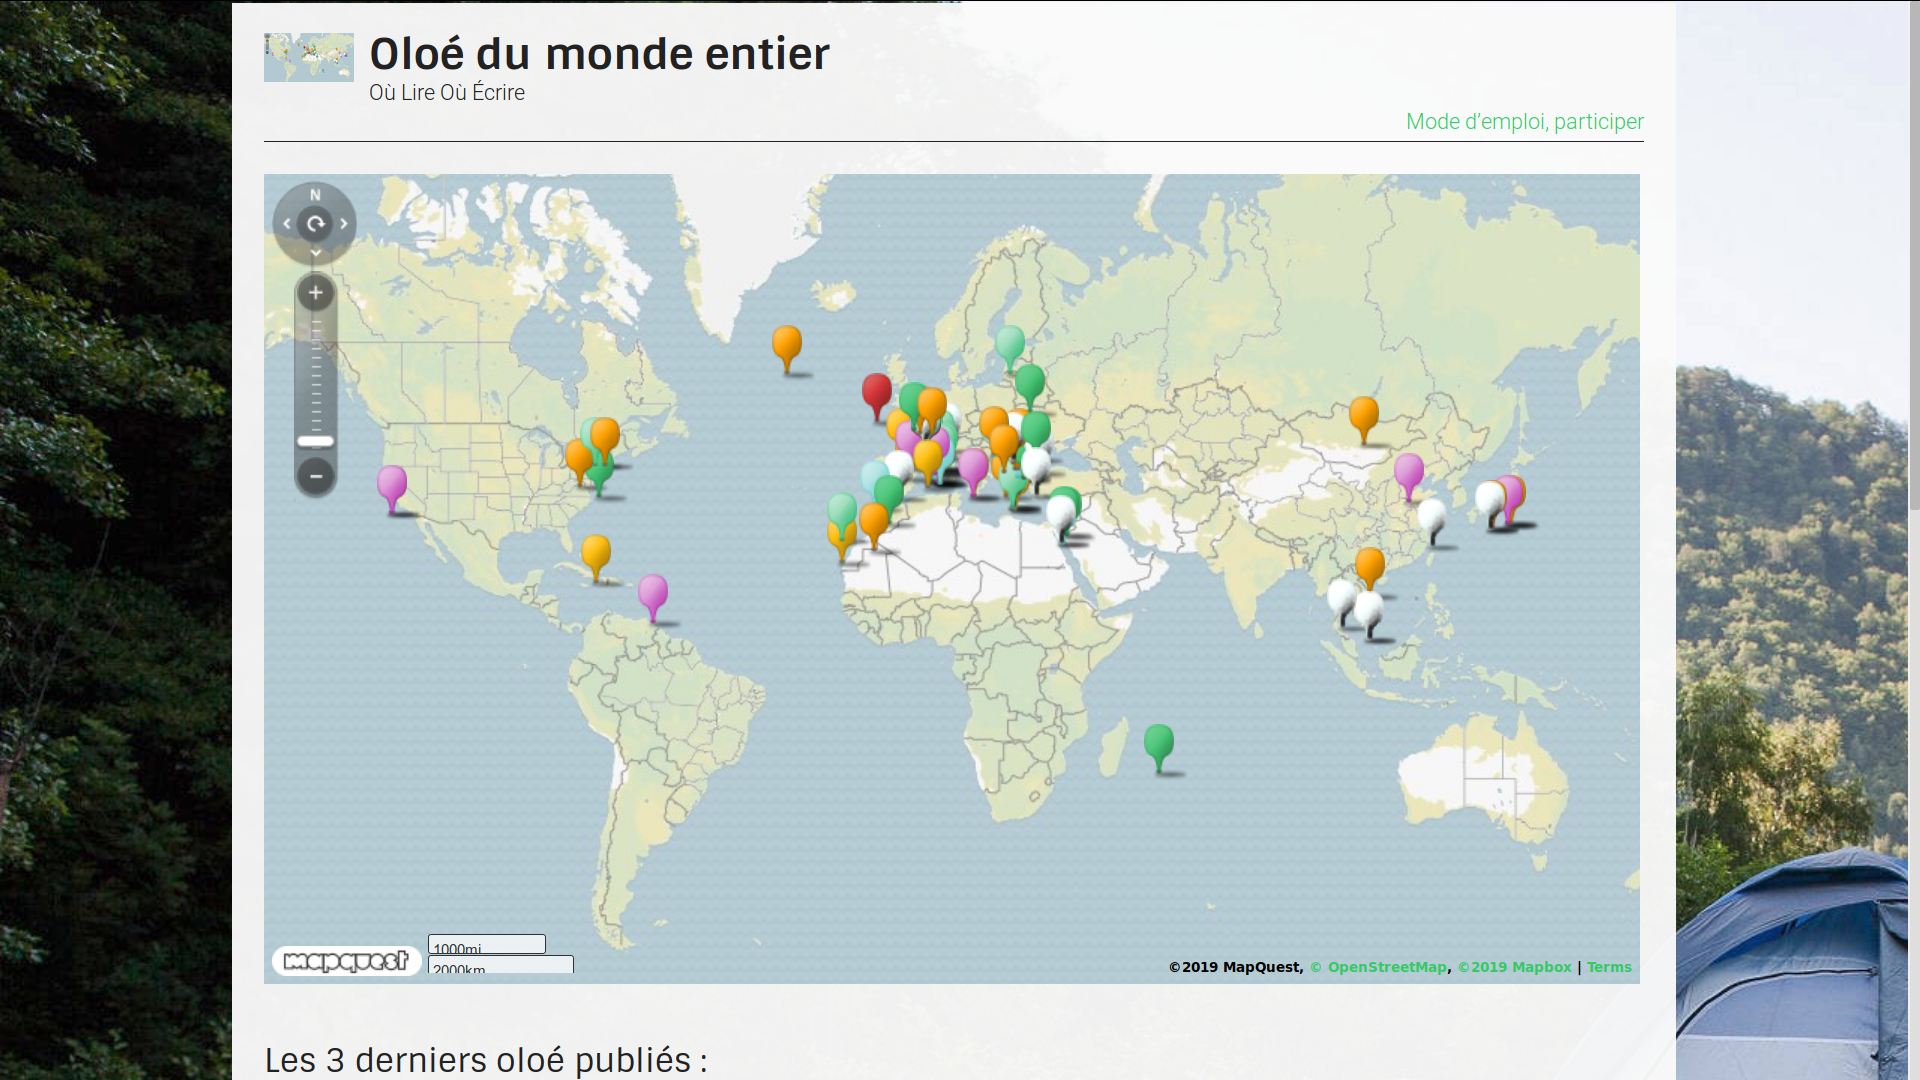 Oloé du monde entier
Où Lire Où Écrire
Mode d’emploi, participer
N
mapquest
1000mi
2000km
©2019 MapQuest, © OpenStreetMap, ©2019 Mapbox | Terms
Les 3 derniers oloé publiés :